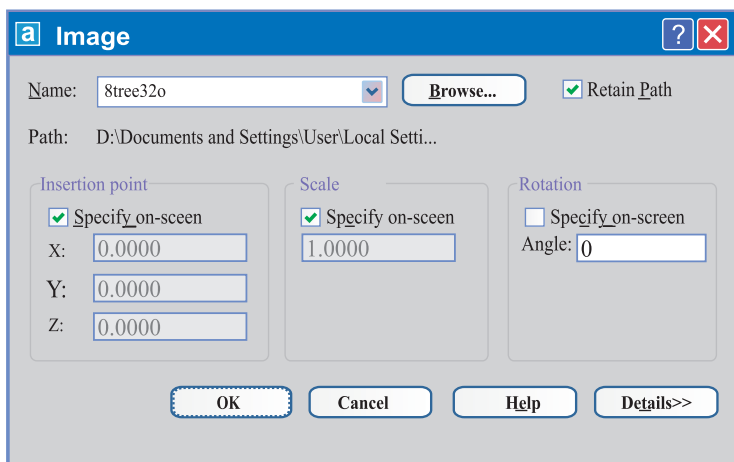 a Image ?
Name: 8tree32o Browse... Retain Path
Path: D:\Documents and Settings\User\Local Setti...
Insertion point Scale Rotation
Specify on-sceen Specify on-sceen Specify on-screen
X: 0.0000 1.0000 Angle: 0
Y: 0.0000
Z: 0.0000
OK Cancel Help Details>>